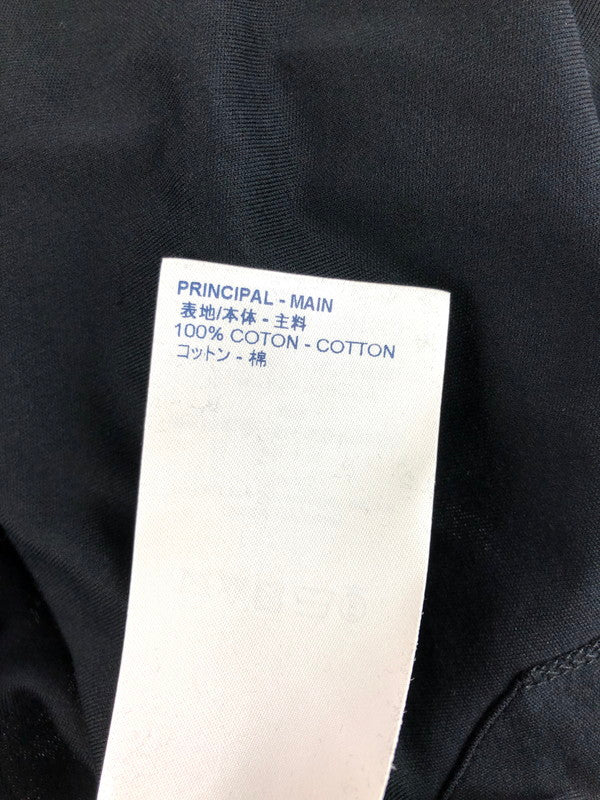 PRINCIPAL - MAIN
表地/本体 - 主料
100% COTON - COTTON
コットン - 棉